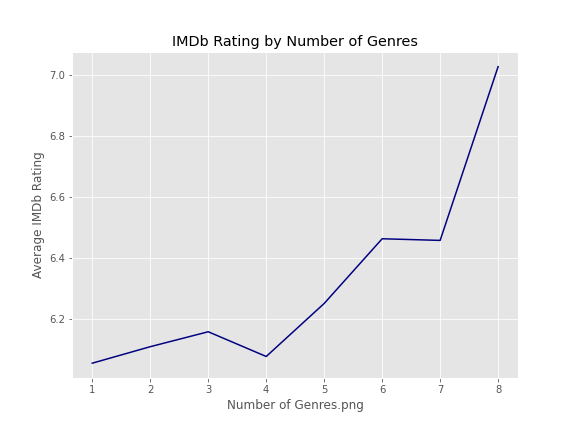 IMDb Rating by Number of Genres
Average IMDb Rating
7.0
6.8
6.6
6.4
6.2
1 2 3 4 5 6 7 8
Number of Genres.png